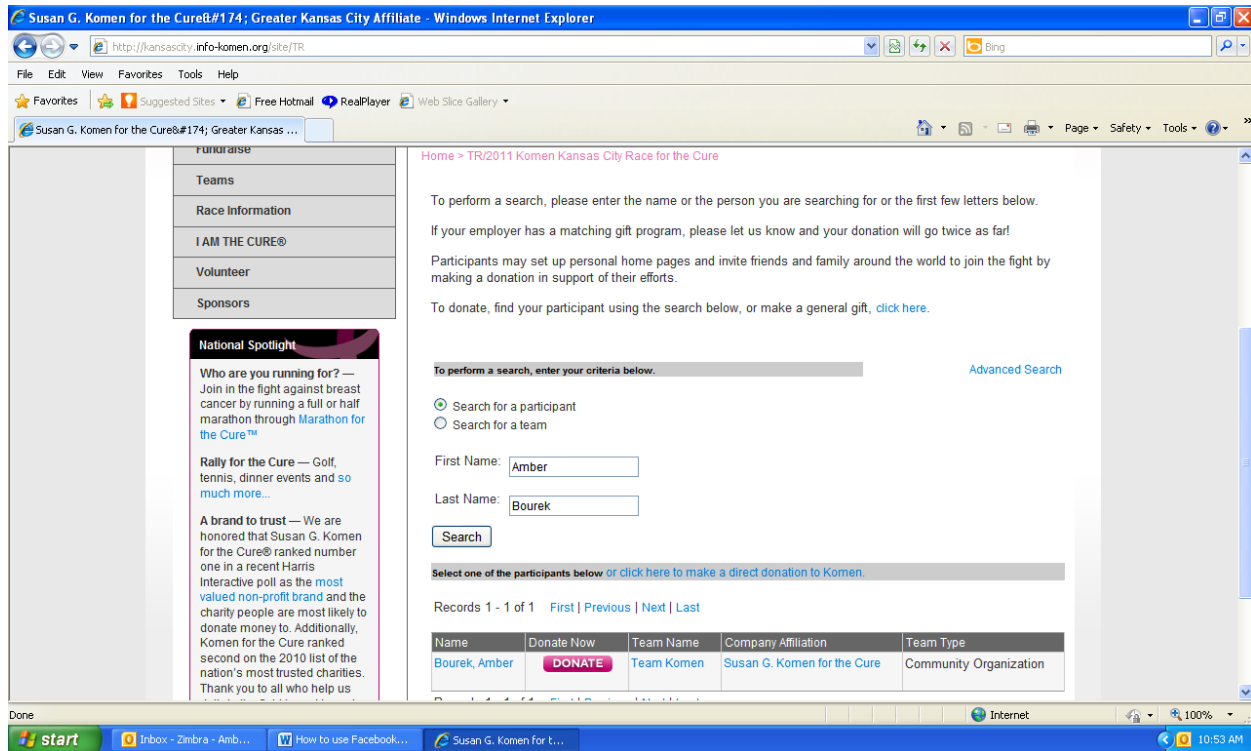 Susan G. Komen for the Cure&#174; Greater Kansas City Affiliate - Windows Internet Explorer
http://kansascity.info-komen.org/site/TR
Bing
File Edit View Favorites Tools Help
Favorites Suggested Sites Free Hotmail RealPlayer Web Slice Gallery
Susan G. Komen for the Cure&#174; Greater Kansas ...
Page Safety Tools »
Fundraise
Teams
Race Information
I AM THE CURE®
Volunteer
Sponsors
National Spotlight
Who are you running for? —
Join in the fight against breast
cancer by running a full or half
marathon through Marathon for
the Cure™
Rally for the Cure — Golf,
tennis, dinner events and so
much more...
A brand to trust — We are
honored that Susan G. Komen
for the Cure® ranked number
one in a recent Harris
Interactive poll as the most
valued non-profit brand and the
charity people are most likely to
donate money to. Additionally,
Komen for the Cure ranked
second on the 2010 list of the
nation's most trusted charities.
Thank you to all who help us
Home > TR/2011 Komen Kansas City Race for the Cure
To perform a search, please enter the name or the person you are searching for or the first few letters below.
If your employer has a matching gift program, please let us know and your donation will go twice as far!
Participants may set up personal home pages and invite friends and family around the world to join the fight by
making a donation in support of their efforts.
To donate, find your participant using the search below, or make a general gift, click here.
To perform a search, enter your criteria below. Advanced Search
Search for a participant
Search for a team
First Name: Amber
Last Name: Bourek
Search
Select one of the participants below or click here to make a direct donation to Komen.
Records 1 - 1 of 1 First | Previous | Next | Last
Name Donate Now Team Name Company Affiliation Team Type
Bourek, Amber DONATE Team Komen Susan G. Komen for the Cure Community Organization
Done Internet 100%
start Inbox - Zimbra - Amb... How to use Facebook... Susan G. Komen for t... 10:53 AM